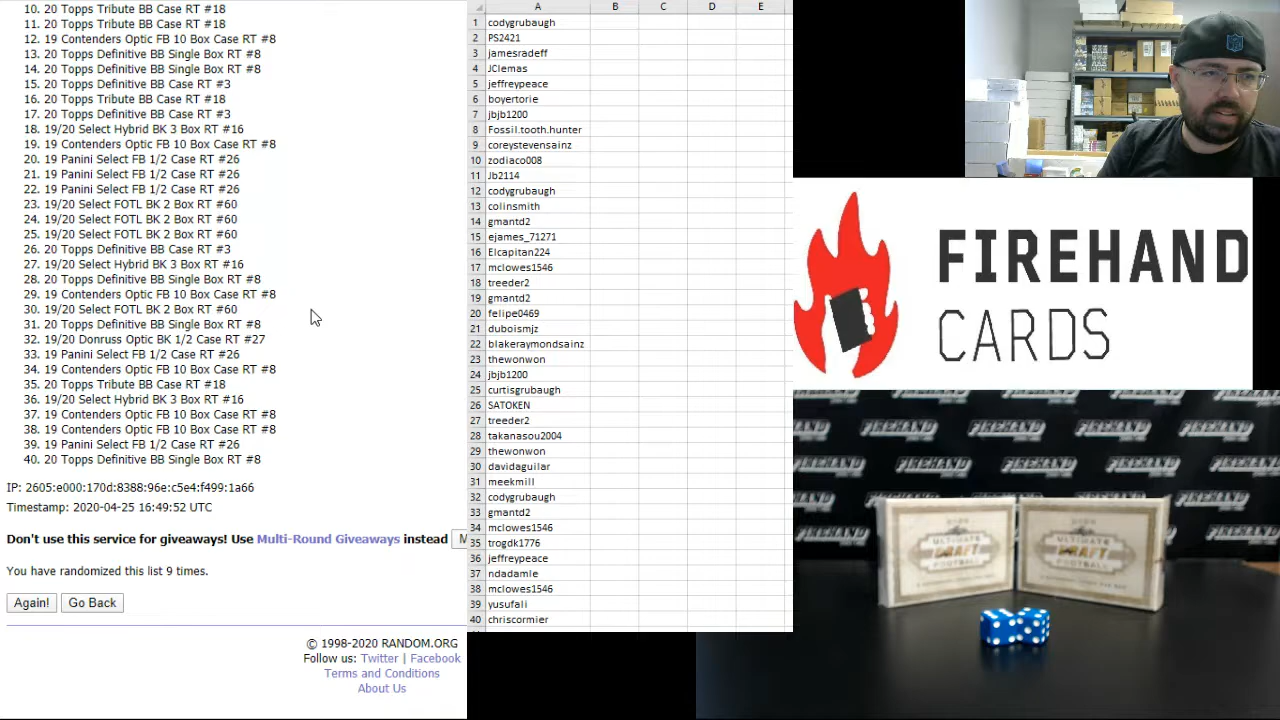 10. 20 Topps Tribute BB Case RT #18
11. 20 Topps Tribute BB Case RT #18
12. 19 Contenders Optic FB 10 Box Case RT #8
13. 20 Topps Definitive BB Single Box RT #8
14. 20 Topps Definitive BB Single Box RT #8
15. 20 Topps Definitive BB Case RT #3
16. 20 Topps Tribute BB Case RT #18
17. 20 Topps Definitive BB Case RT #3
18. 19/20 Select Hybrid BK 3 Box RT #16
19. 19 Contenders Optic FB 10 Box Case RT #8
20. 19 Panini Select FB 1/2 Case RT #26
21. 19 Panini Select FB 1/2 Case RT #26
22. 19 Panini Select FB 1/2 Case RT #26
23. 19/20 Select FOTL BK 2 Box RT #60
24. 19/20 Select FOTL BK 2 Box RT #60
25. 19/20 Select FOTL BK 2 Box RT #60
26. 20 Topps Definitive BB Case RT #3
27. 19/20 Select Hybrid BK 3 Box RT #16
28. 20 Topps Definitive BB Single Box RT #8
29. 19 Contenders Optic FB 10 Box Case RT #8
30. 19/20 Select FOTL BK 2 Box RT #60
31. 20 Topps Definitive BB Single Box RT #8
32. 19/20 Donruss Optic BK 1/2 Case RT #27
33. 19 Panini Select FB 1/2 Case RT #26
34. 19 Contenders Optic FB 10 Box Case RT #8
35. 20 Topps Tribute BB Case RT #18
36. 19/20 Select Hybrid BK 3 Box RT #16
37. 19 Contenders Optic FB 10 Box Case RT #8
38. 19 Contenders Optic FB 10 Box Case RT #8
39. 19 Panini Select FB 1/2 Case RT #26
40. 20 Topps Definitive BB Single Box RT #8
IP: 2605:e000:170d:8388:96e:c5e4:f499:1a66
Timestamp: 2020-04-25 16:49:52 UTC
Don't use this service for giveaways! Use Multi-Round Giveaways instead M
You have randomized this list 9 times.
Again! Go Back
© 1998-2020 RANDOM.ORG
Follow us: Twitter | Facebook
Terms and Conditions
About Us
A B C D E
1 codygrubaugh
2 PS2421
3 jamesradeff
4 JClemas
5 jeffreypeace
6 boyertorie
7 jbjb1200
8 Fossil.tooth.hunter
9 coreystevensainz
10 zodiaco008
11 Jb2114
12 codygrubaugh
13 colinsmith
14 gmantd2
15 ejames_71271
16 Elcapitan224
17 mclowes1546
18 treeder2
19 gmantd2
20 felipe0469
21 duboismjz
22 blakeraymondsainz
23 thewonwon
24 jbjb1200
25 curtisgrubaugh
26 SATOKEN
27 treeder2
28 takanasou2004
29 thewonwon
30 davidaguilar
31 meekmill
32 codygrubaugh
33 gmantd2
34 mclowes1546
35 trogdk1776
36 jeffreypeace
37 ndadamle
38 mclowes1546
39 yusufali
40 chriscormier
FIREHAND
CARDS
FIREHAND FIREHAND FIREHAND
ULTIMATE
DRAFT
FOOTBALL
ULTIMATE
DRAFT
FOOTBALL